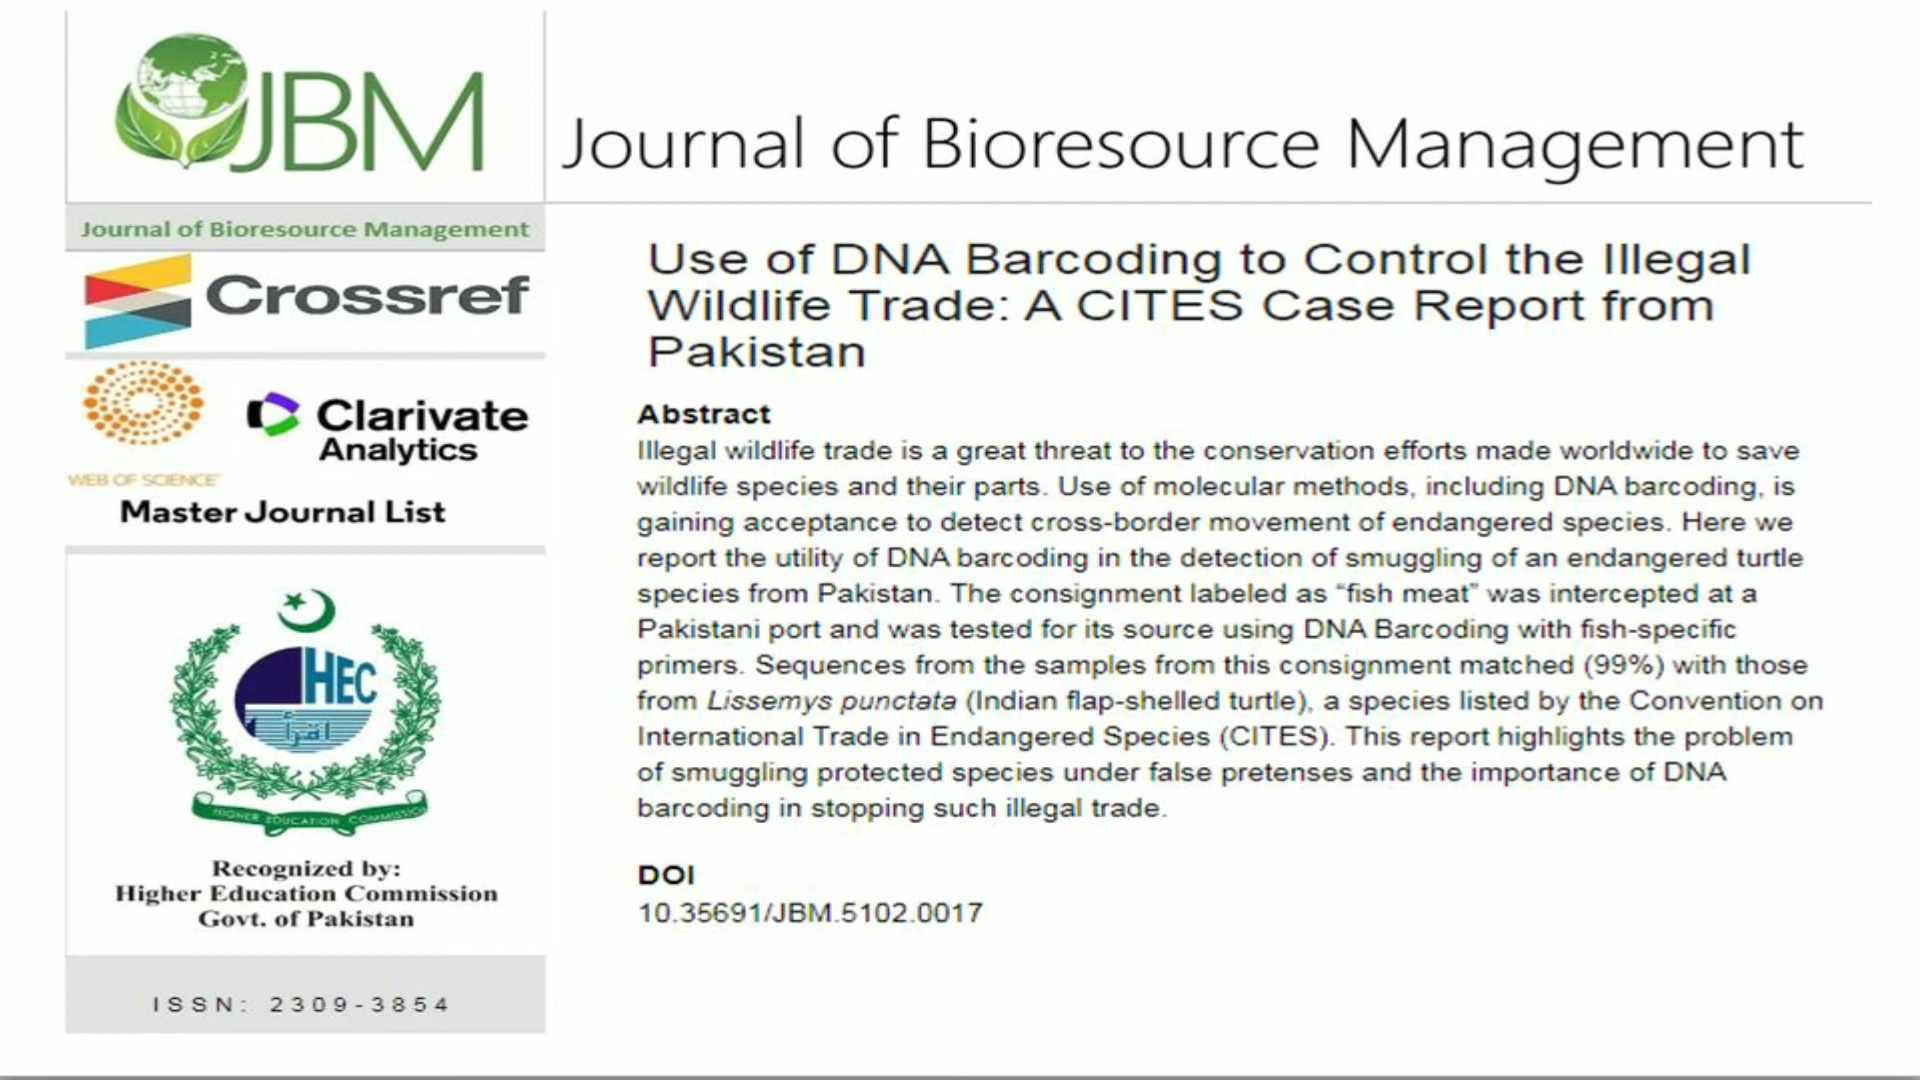 JBM
Journal of Bioresource Management
Journal of Bioresource Management
Crossref
WEB OF SCIENCE™
Clarivate
Analytics
Master Journal List
HEC
اقرأ
HIGHER EDUCATION COMMISSION
Recognized by:
Higher Education Commission
Govt. of Pakistan
ISSN: 2309-3854
Use of DNA Barcoding to Control the Illegal
Wildlife Trade: A CITES Case Report from
Pakistan
Abstract
Illegal wildlife trade is a great threat to the conservation efforts made worldwide to save
wildlife species and their parts. Use of molecular methods, including DNA barcoding, is
gaining acceptance to detect cross-border movement of endangered species. Here we
report the utility of DNA barcoding in the detection of smuggling of an endangered turtle
species from Pakistan. The consignment labeled as “fish meat” was intercepted at a
Pakistani port and was tested for its source using DNA Barcoding with fish-specific
primers. Sequences from the samples from this consignment matched (99%) with those
from Lissemys punctata (Indian flap-shelled turtle), a species listed by the Convention on
International Trade in Endangered Species (CITES). This report highlights the problem
of smuggling protected species under false pretenses and the importance of DNA
barcoding in stopping such illegal trade.
DOI
10.35691/JBM.5102.0017